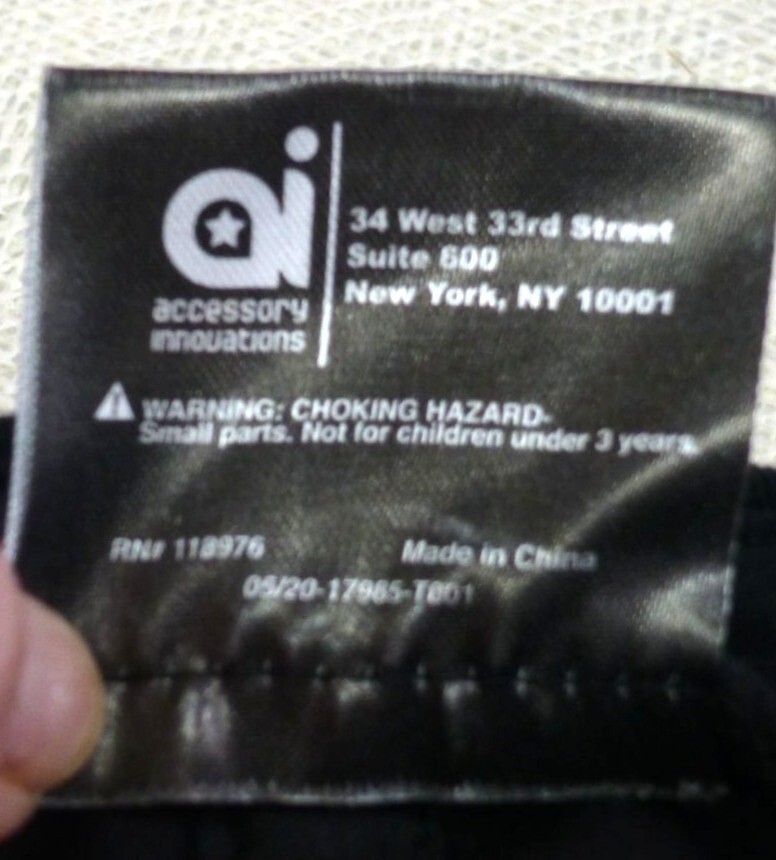 ai
accessory
innovations
34 West 33rd Street
Suite 600
New York, NY 10001
WARNING: CHOKING HAZARD-
Small parts. Not for children under 3 years.
RN# 118976 Made in China
05/20-17965-T001